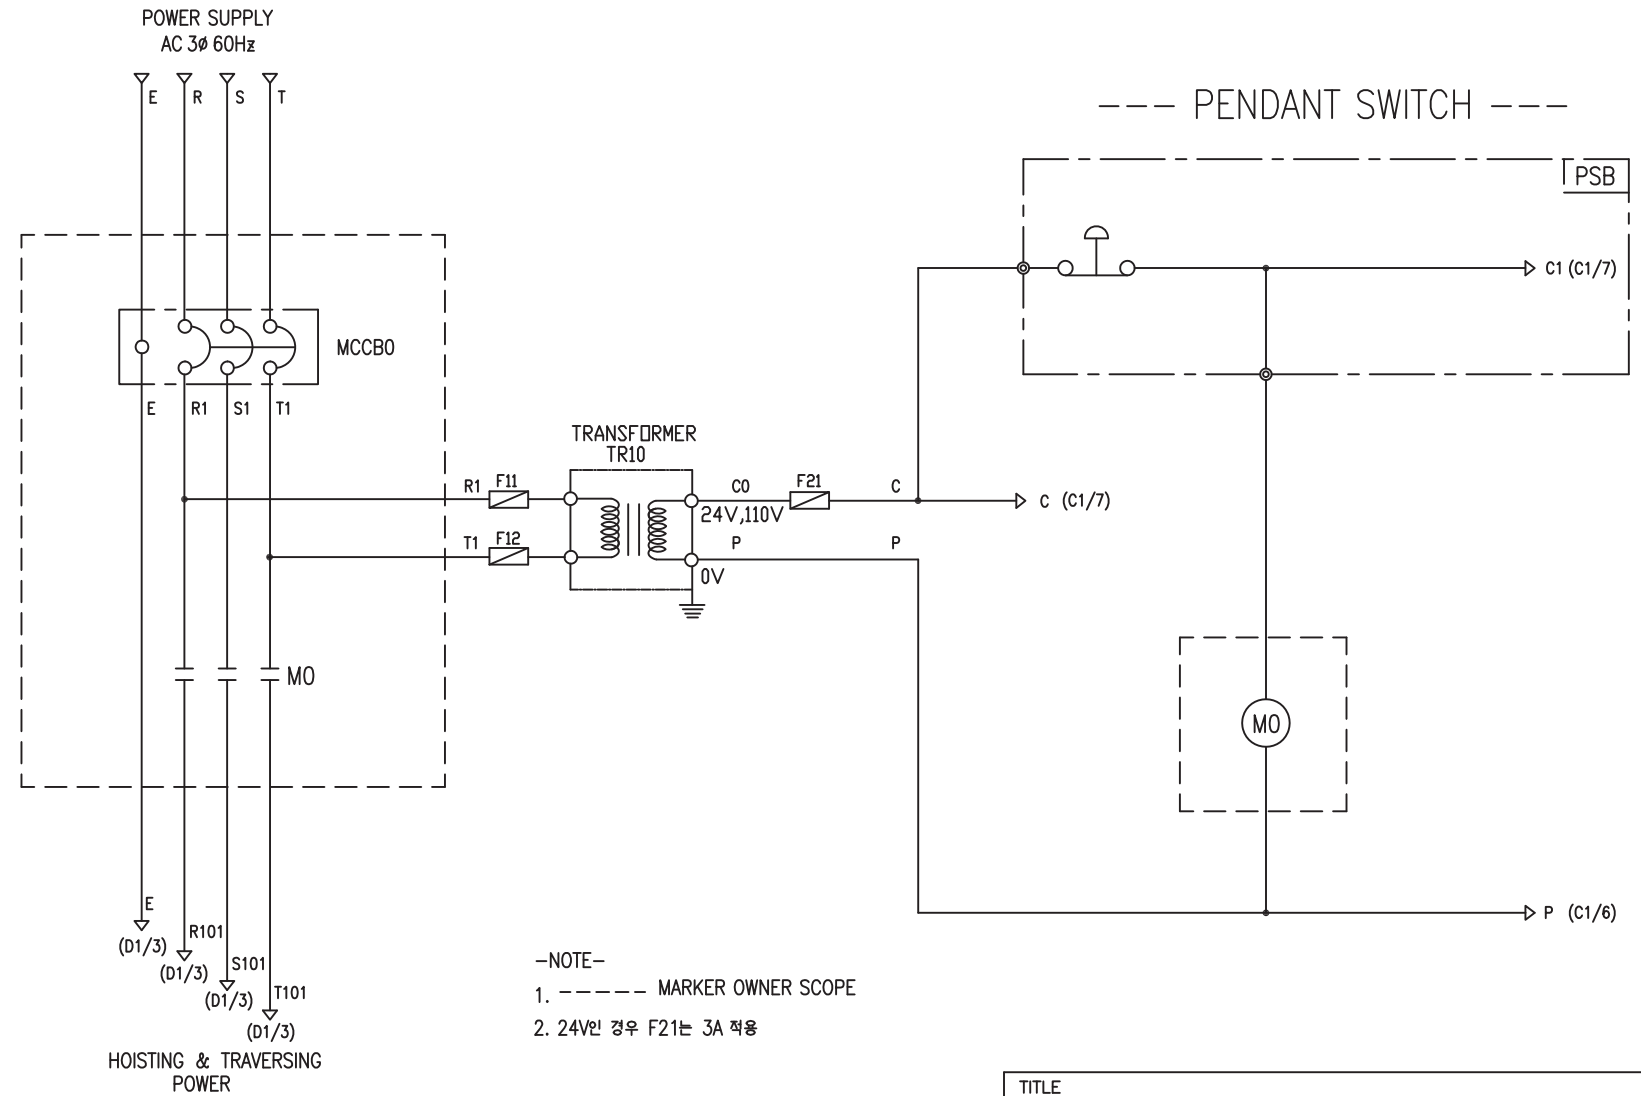 POWER SUPPLY
AC 3ø 60Hz
E R S T
--- PENDANT SWITCH ---
PSB
C1 (C1/7)
MCCB0
E R1 S1 T1
TRANSFORMER
TR10
R1 F11
C0 F21 C
C (C1/7)
24V,110V
T1 F12
P P
0V
M0
M0
E
(D1/3)
R101
(D1/3)
S101
(D1/3)
T101
(D1/3)
P (C1/6)
HOISTING & TRAVERSING
POWER
-NOTE-
1. ------ MARKER OWNER SCOPE
2. 24V인 경우 F21는 3A 적용
TITLE